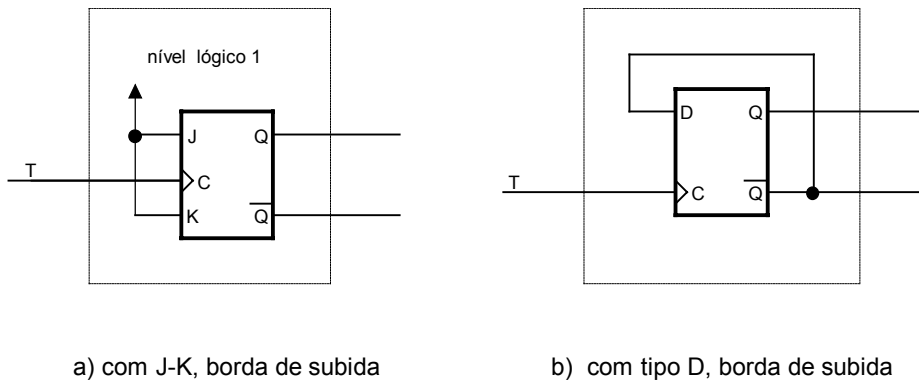 nível lógico 1
J Q
T
C
K Q
D Q
T
C Q
a) com J-K, borda de subida
b) com tipo D, borda de subida